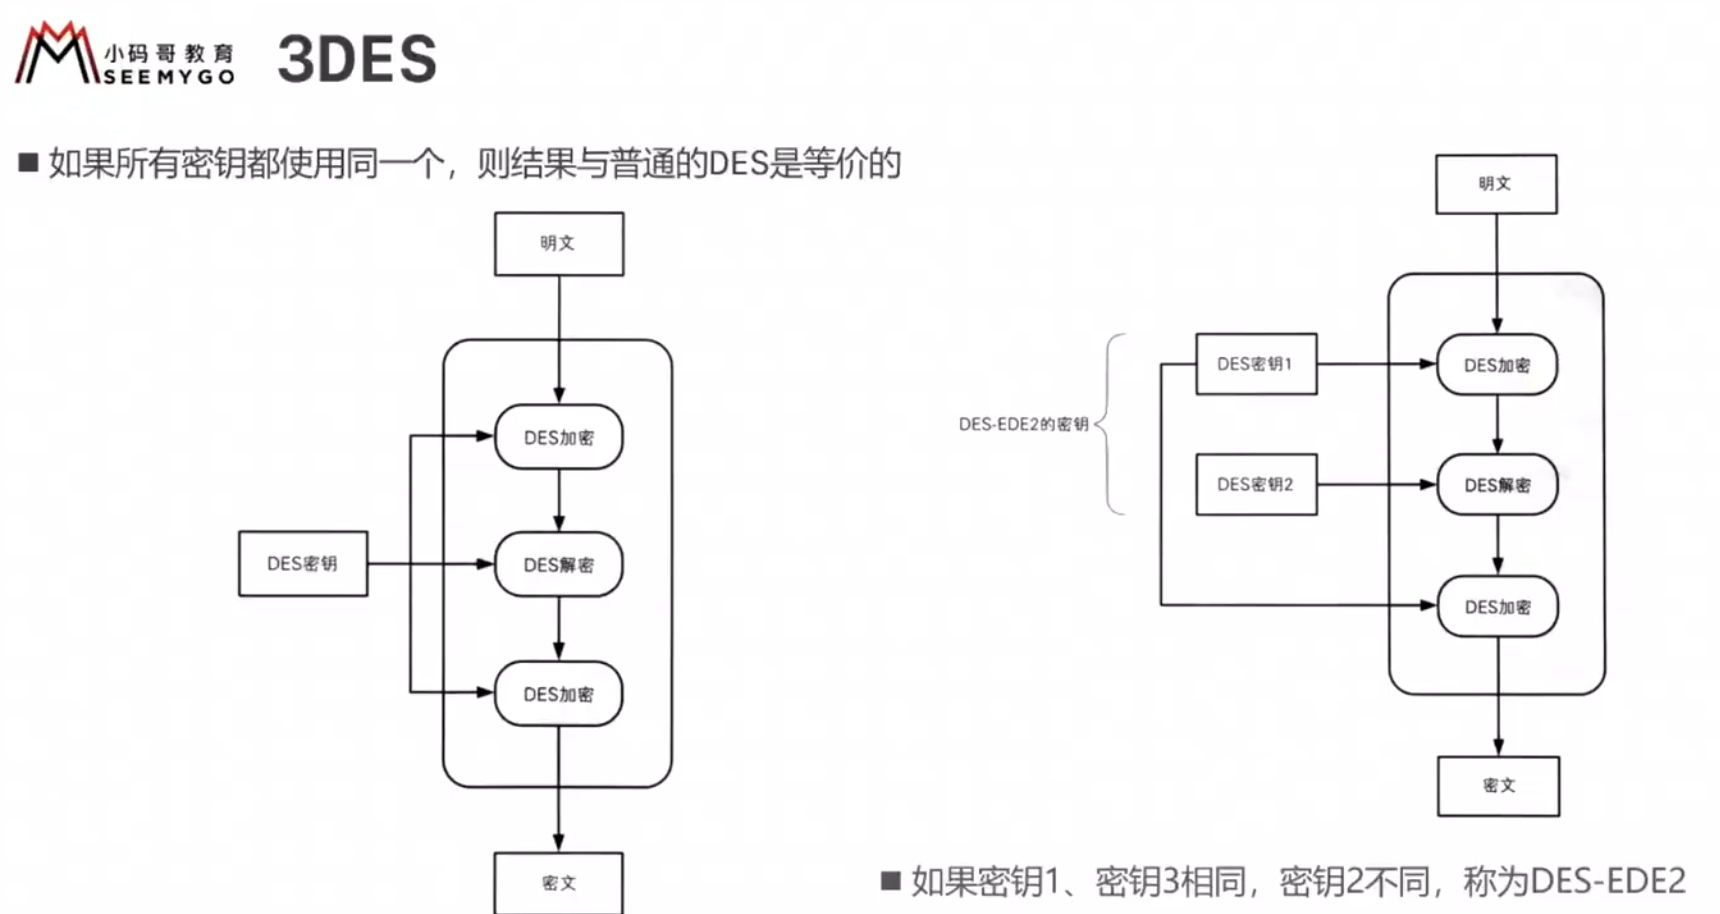 小码哥教育
SEEMYGO
3DES
■ 如果所有密钥都使用同一个，则结果与普通的DES是等价的
明文
DES加密
DES密钥
DES解密
DES加密
密文
明文
DES密钥1
DES加密
DES-EDE2的密钥
DES密钥2
DES解密
DES加密
密文
■ 如果密钥1、密钥3相同，密钥2不同，称为DES-EDE2